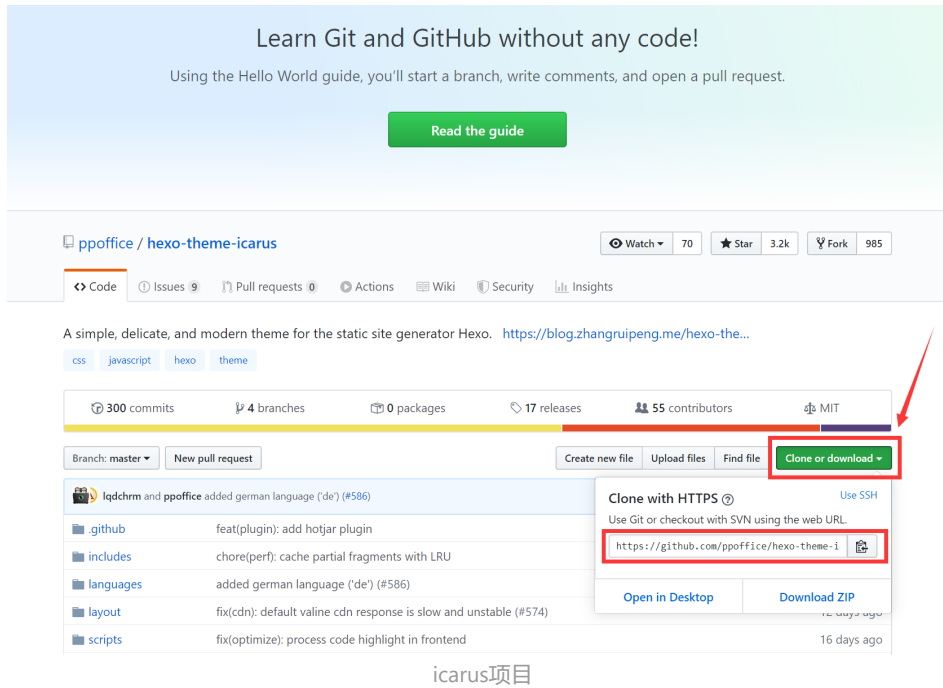 Learn Git and GitHub without any code!
Using the Hello World guide, you’ll start a branch, write comments, and open a pull request.
Read the guide
ppoffice / hexo-theme-icarus
Watch 70 Star 3.2k Fork 985
Code Issues 9 Pull requests 0 Actions Wiki Security Insights
A simple, delicate, and modern theme for the static site generator Hexo. https://blog.zhangruipeng.me/hexo-the...
css javascript hexo theme
300 commits 4 branches 0 packages 17 releases 55 contributors MIT
Branch: master New pull request Create new file Upload files Find file Clone or download
lqdchrm and ppoffice added german language ('de') (#586)
Clone with HTTPS Use SSH
Use Git or checkout with SVN using the web URL.
https://github.com/ppoffice/hexo-theme-i
Open in Desktop Download ZIP
.github feat(plugin): add hotjar plugin
includes chore(perf): cache partial fragments with LRU
languages added german language ('de') (#586)
layout fix(cdn): default valine cdn response is slow and unstable (#574) 12 days ago
scripts fix(optimize): process code highlight in frontend 16 days ago
icarus项目